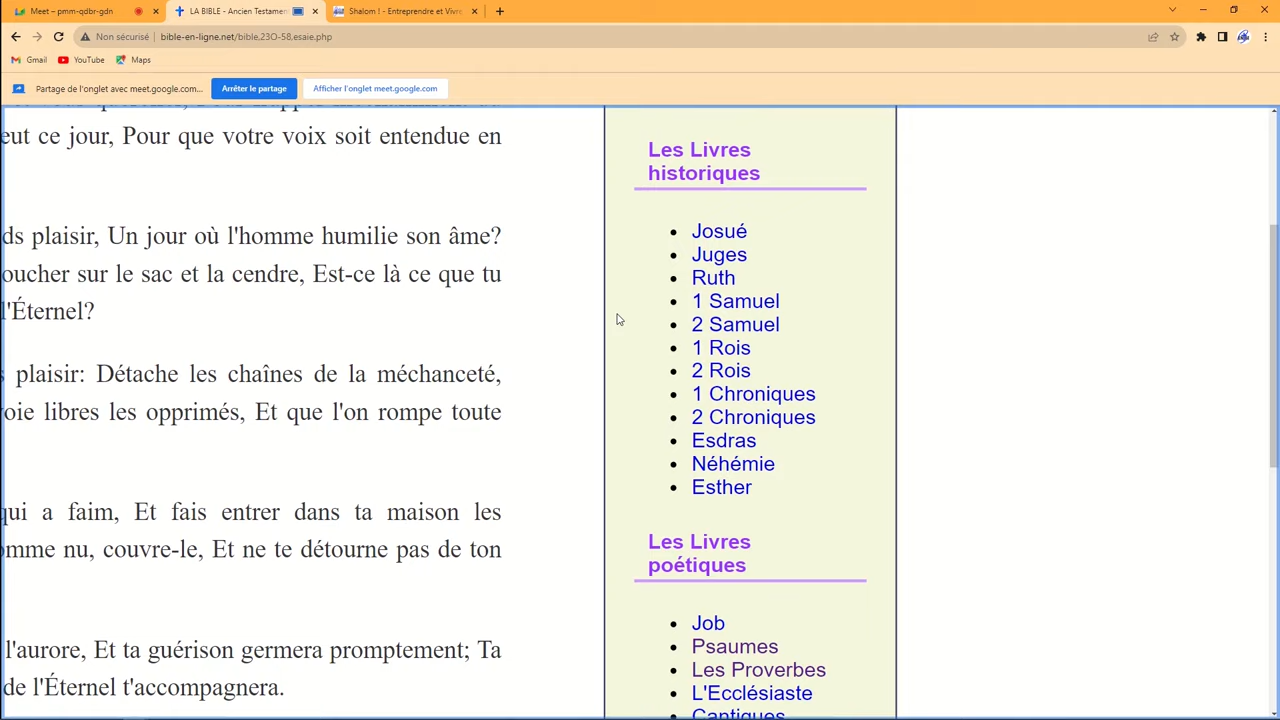 Meet – pmm-qdbr-gdn
LA BIBLE - Ancien Testamen
Shalom ! - Entreprendre et Vivre
Non sécurisé
bible-en-ligne.net/bible,23O-58,esaie.php
Gmail
YouTube
Maps
Partage de l'onglet avec meet.google.com...
Arrêter le partage
Afficher l'onglet meet.google.com
eut ce jour, Pour que votre voix soit entendue en
ds plaisir, Un jour où l'homme humilie son âme?
oucher sur le sac et la cendre, Est-ce là ce que tu
l'Éternel?
s plaisir: Détache les chaînes de la méchanceté,
voie libres les opprimés, Et que l'on rompe toute
qui a faim, Et fais entrer dans ta maison les
omme nu, couvre-le, Et ne te détourne pas de ton
l'aurore, Et ta guérison germera promptement; Ta
de l'Éternel t'accompagnera.
Les Livres
historiques
Josué
Juges
Ruth
1 Samuel
2 Samuel
1 Rois
2 Rois
1 Chroniques
2 Chroniques
Esdras
Néhémie
Esther
Les Livres
poétiques
Job
Psaumes
Les Proverbes
L'Ecclésiaste
Cantiques